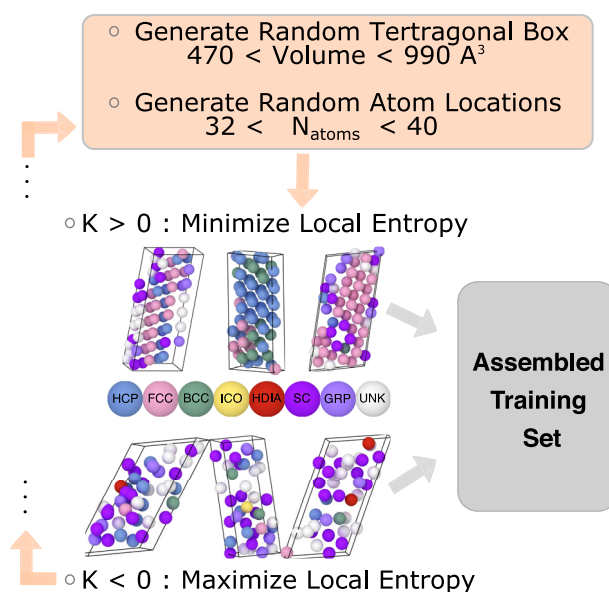 ◦ Generate Random Tertragonal Box
470 < Volume < 990 A³
◦ Generate Random Atom Locations
32 < N_atoms < 40
◦ K > 0 : Minimize Local Entropy
HCP FCC BCC ICO HDIA SC GRP UNK
Assembled
Training
Set
◦ K < 0 : Maximize Local Entropy